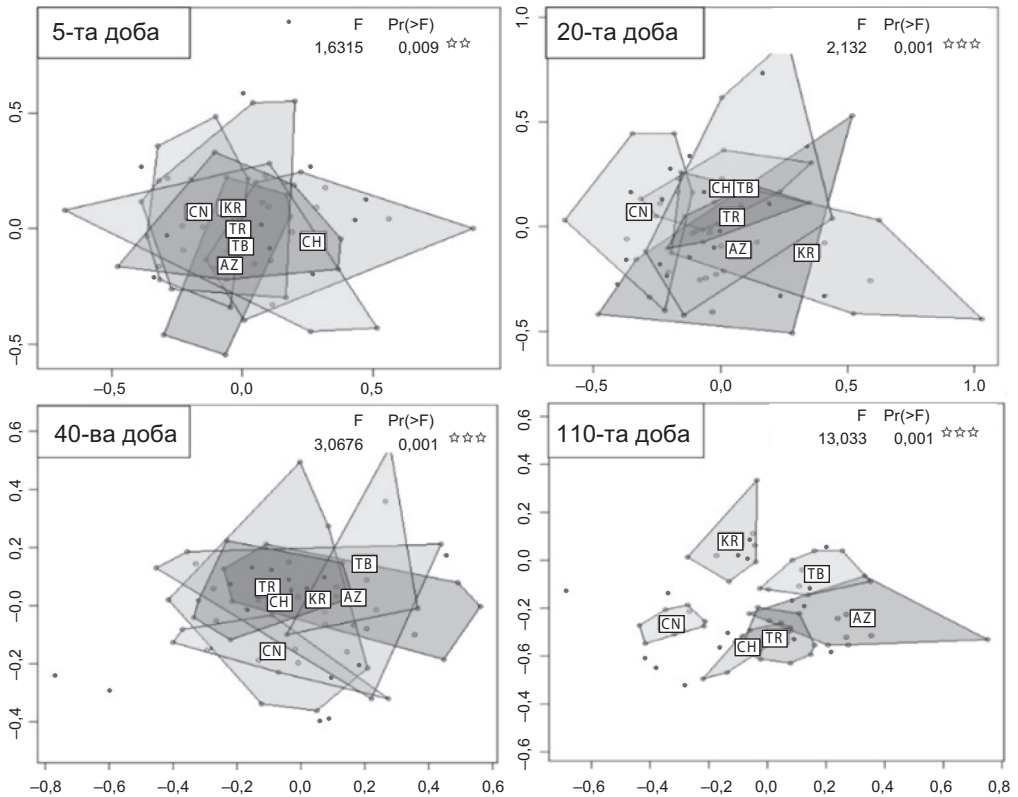 5-та доба
F Pr(>F)
1,6315 0,009 ☆☆
0,5
0,0
–0,5
CN KR
TR
TB CH
AZ
–0,5 0,0 0,5
20-та доба
F Pr(>F)
2,132 0,001 ☆☆☆
1,0
0,5
0,0
–0,5
CH TB
CN
TR
AZ KR
–0,5 0,0 0,5 1.0
40-ва доба
F Pr(>F)
3,0676 0,001 ☆☆☆
0,6
0,4
0,2
–0,0
–0,2
–0,4
TB
TR
CH KR AZ
CN
–0,8 –0,6 –0,4 –0,2 0,0 0,2 0,4 0,6
110-та доба
F Pr(>F)
13,033 0,001 ☆☆☆
0,6
0,4
0,2
0,0
–0,2
–0,4
–0,6
KR
TB
CN AZ
CH TR
–0,6 –0,4 –0,2 0,0 0,2 0,4 0,6 0,8